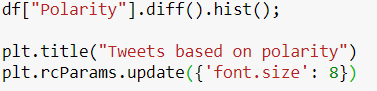 df["Polarity"].diff().hist();
plt.title("Tweets based on polarity")
plt.rcParams.update({'font.size': 8})